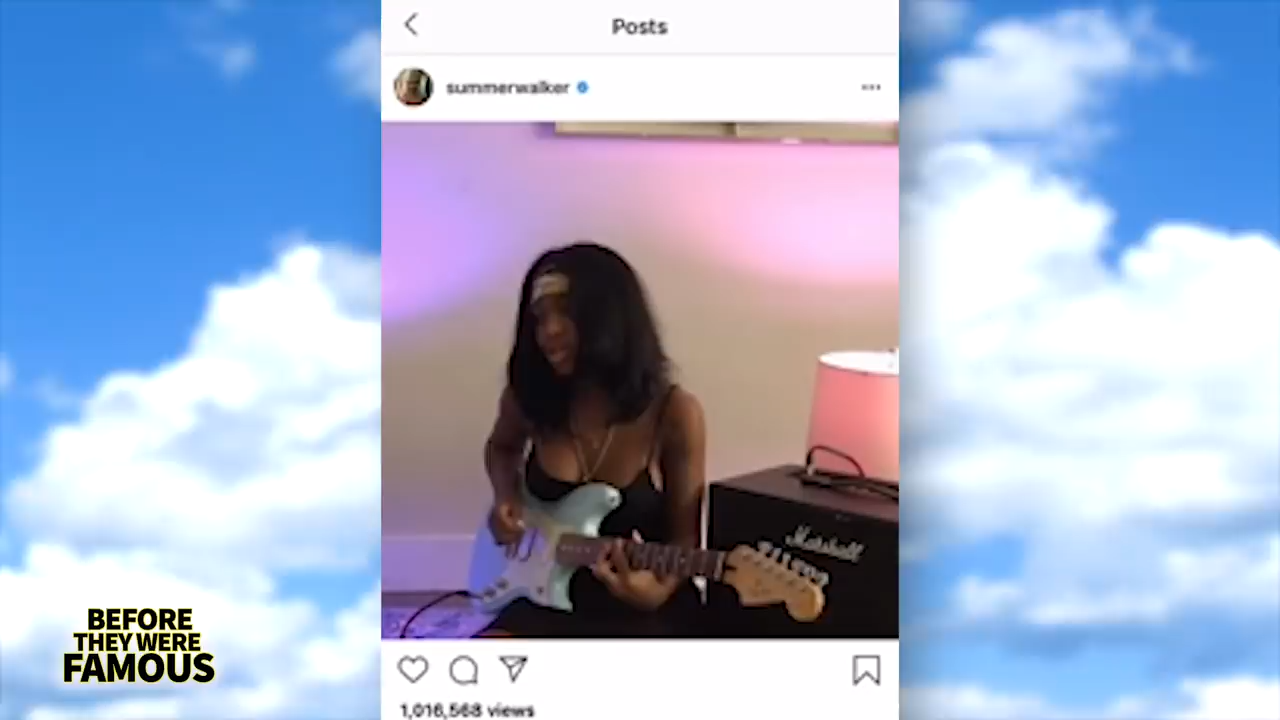 Posts
summerwalker
Marshall
BEFORE
THEY WERE
FAMOUS
1,016,568 views